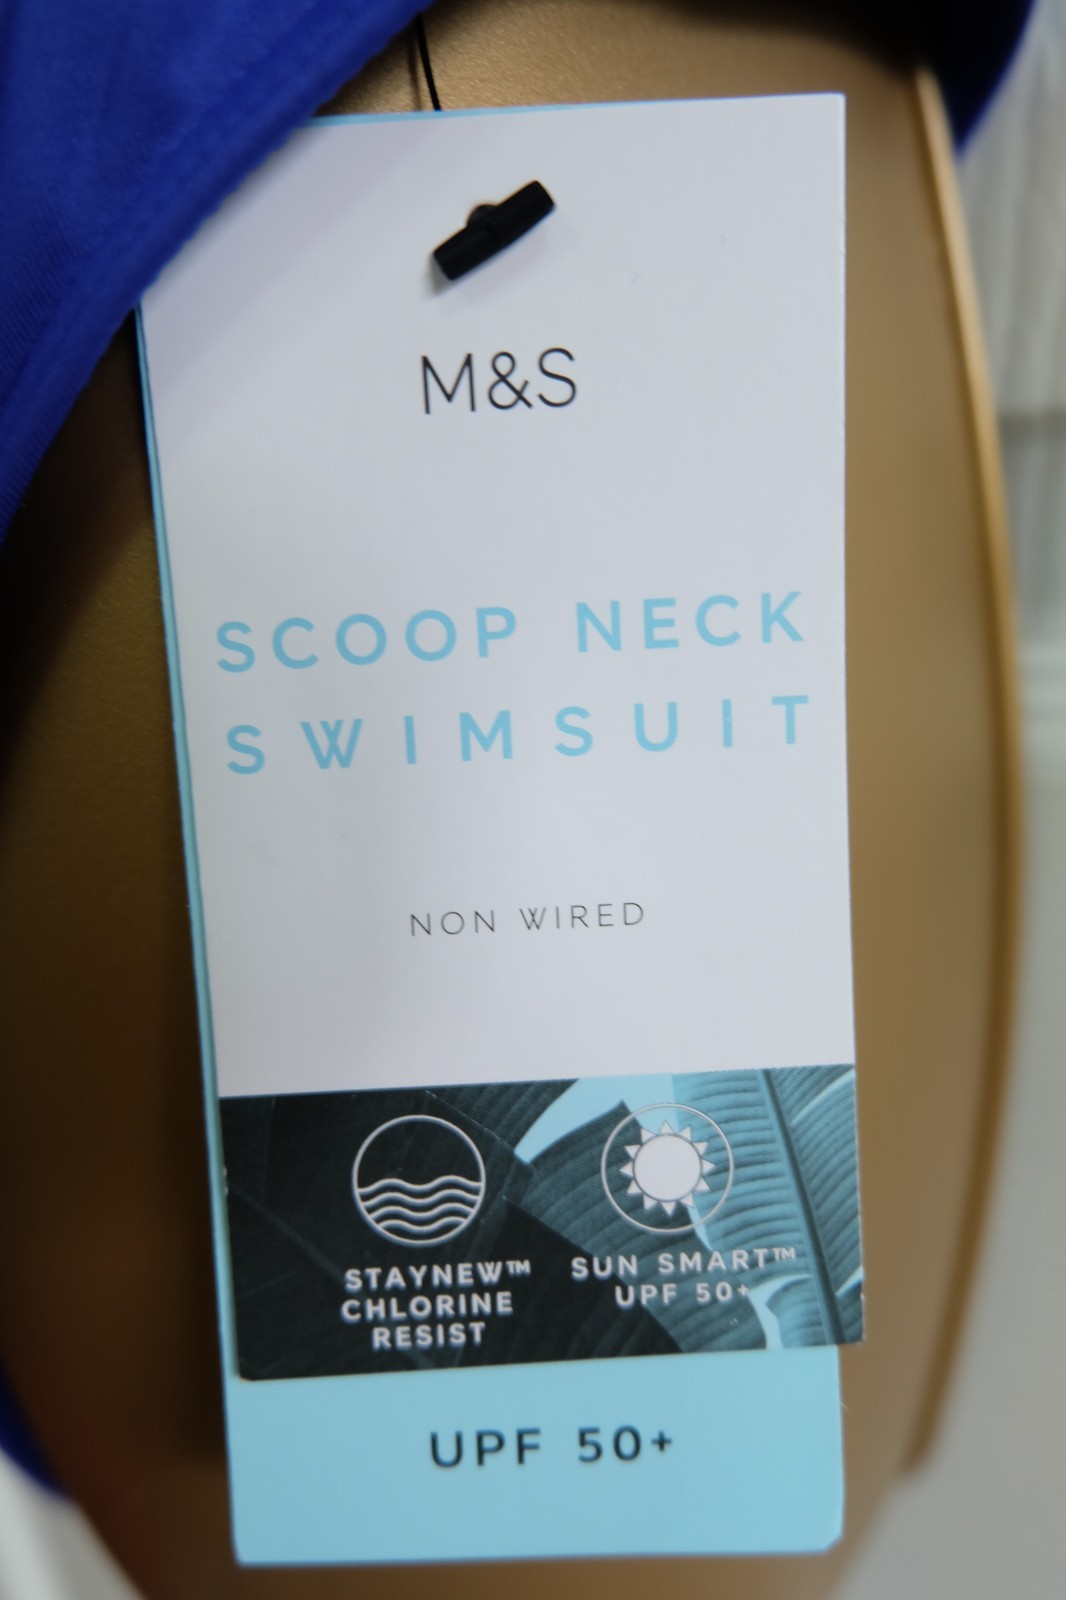 M&S
SCOOP NECK
SWIMSUIT
NON WIRED
STAYNEW™
CHLORINE
RESIST
SUN SMART™
UPF 50+
UPF 50+